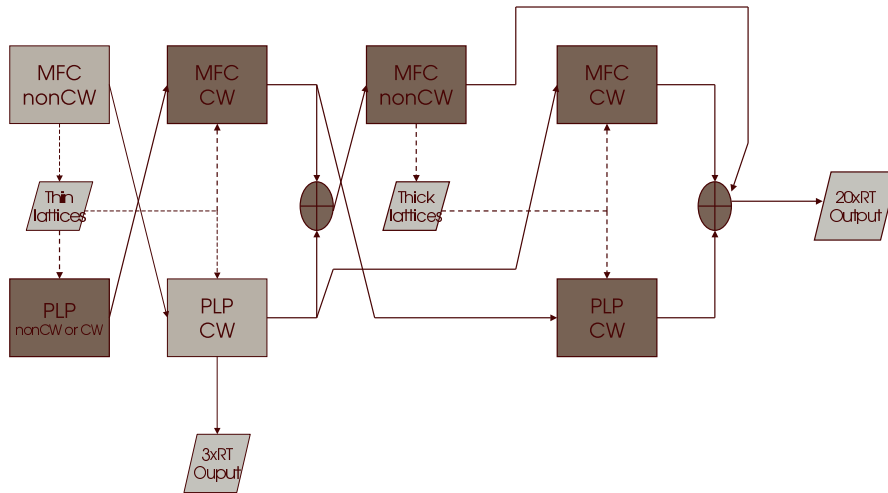 MFC
nonCW
MFC
CW
MFC
nonCW
MFC
CW
Thin
lattices
Thick
lattices
20xRT
Output
PLP
nonCW or CW
PLP
CW
PLP
CW
3xRT
Ouput